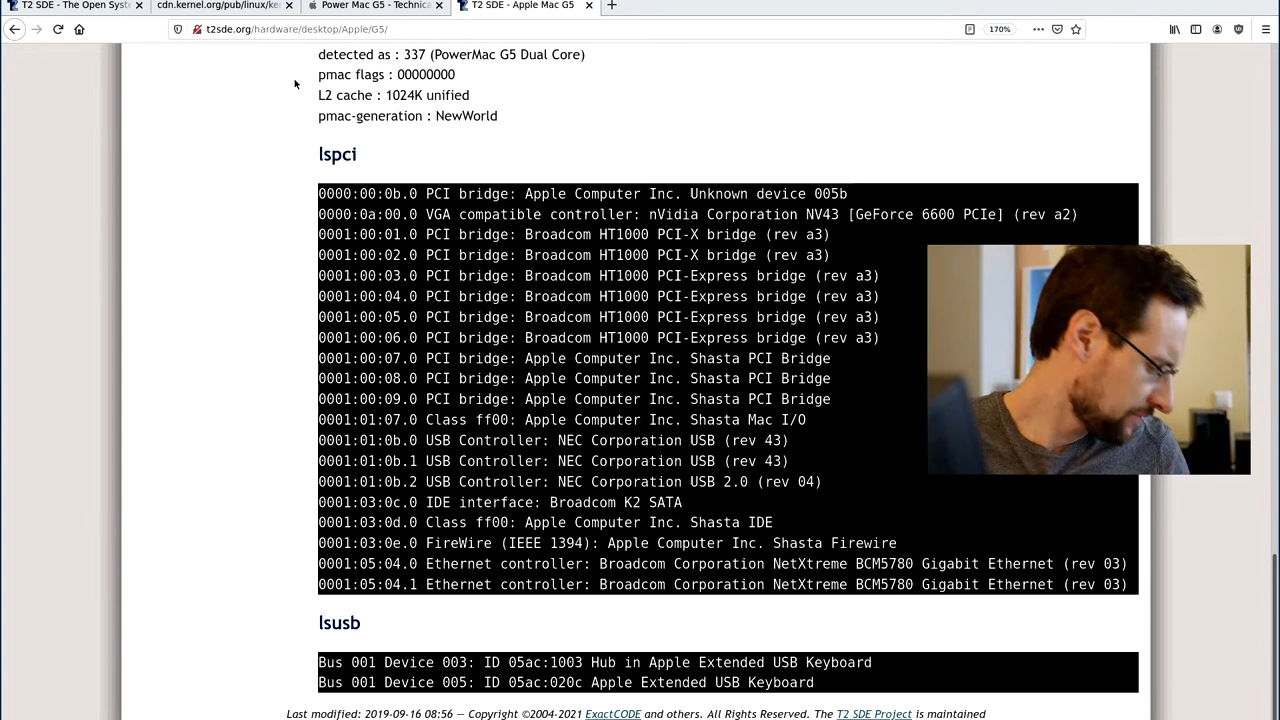 T2 SDE - The Open Syst
cdn.kernel.org/pub/linux/ke
Power Mac G5 - Technica
T2 SDE - Apple Mac G5
t2sde.org/hardware/desktop/Apple/G5/
170%
detected as : 337 (PowerMac G5 Dual Core)
pmac flags : 00000000
L2 cache : 1024K unified
pmac-generation : NewWorld
lspci
0000:00:0b.0 PCI bridge: Apple Computer Inc. Unknown device 005b
0000:0a:00.0 VGA compatible controller: nVidia Corporation NV43 [GeForce 6600 PCIe] (rev a2)
0001:00:01.0 PCI bridge: Broadcom HT1000 PCI-X bridge (rev a3)
0001:00:02.0 PCI bridge: Broadcom HT1000 PCI-X bridge (rev a3)
0001:00:03.0 PCI bridge: Broadcom HT1000 PCI-Express bridge (rev a3)
0001:00:04.0 PCI bridge: Broadcom HT1000 PCI-Express bridge (rev a3)
0001:00:05.0 PCI bridge: Broadcom HT1000 PCI-Express bridge (rev a3)
0001:00:06.0 PCI bridge: Broadcom HT1000 PCI-Express bridge (rev a3)
0001:00:07.0 PCI bridge: Apple Computer Inc. Shasta PCI Bridge
0001:00:08.0 PCI bridge: Apple Computer Inc. Shasta PCI Bridge
0001:00:09.0 PCI bridge: Apple Computer Inc. Shasta PCI Bridge
0001:01:07.0 Class ff00: Apple Computer Inc. Shasta Mac I/O
0001:01:0b.0 USB Controller: NEC Corporation USB (rev 43)
0001:01:0b.1 USB Controller: NEC Corporation USB (rev 43)
0001:01:0b.2 USB Controller: NEC Corporation USB 2.0 (rev 04)
0001:03:0c.0 IDE interface: Broadcom K2 SATA
0001:03:0d.0 Class ff00: Apple Computer Inc. Shasta IDE
0001:03:0e.0 FireWire (IEEE 1394): Apple Computer Inc. Shasta Firewire
0001:05:04.0 Ethernet controller: Broadcom Corporation NetXtreme BCM5780 Gigabit Ethernet (rev 03)
0001:05:04.1 Ethernet controller: Broadcom Corporation NetXtreme BCM5780 Gigabit Ethernet (rev 03)
lsusb
Bus 001 Device 003: ID 05ac:1003 Hub in Apple Extended USB Keyboard
Bus 001 Device 005: ID 05ac:020c Apple Extended USB Keyboard
Last modified: 2019-09-16 08:56 — Copyright ©2004-2021 ExactCODE and others. All Rights Reserved. The T2 SDE Project is maintained